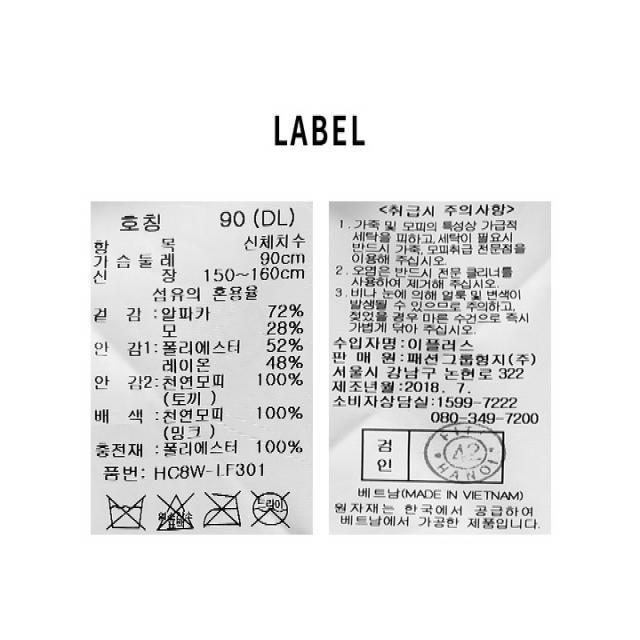 LABEL
호칭 90 (DL)
항 목 신체치수
가슴둘레 90cm
신 장 150~160cm
섬유의 혼용율
겉 감 : 알파카 72%
모 28%
안 감1: 폴리에스터 52%
레이온 48%
안 감2: 천연모피 100%
(토끼)
배 색 : 천연모피 100%
(밍크)
충전재 : 폴리에스터 100%
품번: HC8W-LF301
드라이
<취급시 주의사항>
1. 가죽 및 모피의 특성상 가급적
세탁을 피하고, 세탁이 필요시
반드시 가죽, 모피취급 전문점을
이용해 주십시오.
2. 오염은 반드시 전문 클리너를
사용하여 제거해 주십시오.
3. 비나 눈에 의해 얼룩 및 변색이
발생될 수 있으므로 주의하고,
젖었을 경우 마른 수건으로 즉시
가볍게 닦아 주십시오.
수입자명 : 이플러스
판 매 원 : 패션그룹형지(주)
서울시 강남구 논현로 322
제조년월 : 2018. 7.
소비자상담실: 1599-7222
080-349-7200
검
인
A2
HANOI
베트남(MADE IN VIETNAM)
원자재는 한국에서 공급하여
베트남에서 가공한 제품입니다.